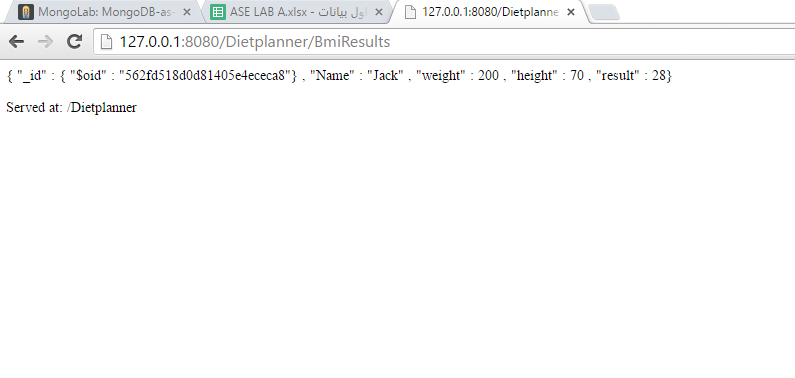 MongoLab: MongoDB-as-
ASE LAB A.xlsx - اول بيانات
127.0.0.1:8080/Dietplanne
127.0.0.1:8080/Dietplanner/BmiResults
{ "_id" : { "$oid" : "562fd518d0d81405e4ececa8"} , "Name" : "Jack" , "weight" : 200 , "height" : 70 , "result" : 28}
Served at: /Dietplanner